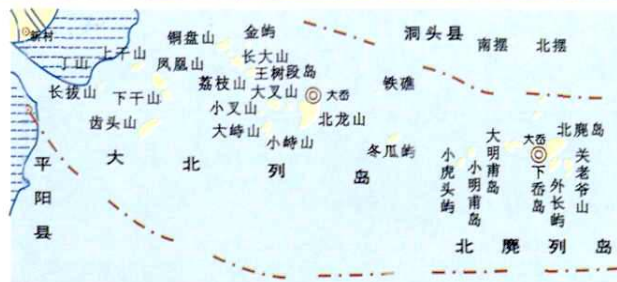 新村
丁山
上干山
铜盘山
金屿
洞头县
南摆
北摆
凤凰山
长大山
王树段岛
长拔山
下干山
荔枝山
大叉山
大岙
铁礁
齿头山
小叉山
北龙山
大峙山
小峙山
冬瓜屿
大北列岛
平阳县
小虎头屿
小明甫岛
大明甫岛
大岙
下岙岛
外长屿
北麂岛
关老爷山
北麂列岛